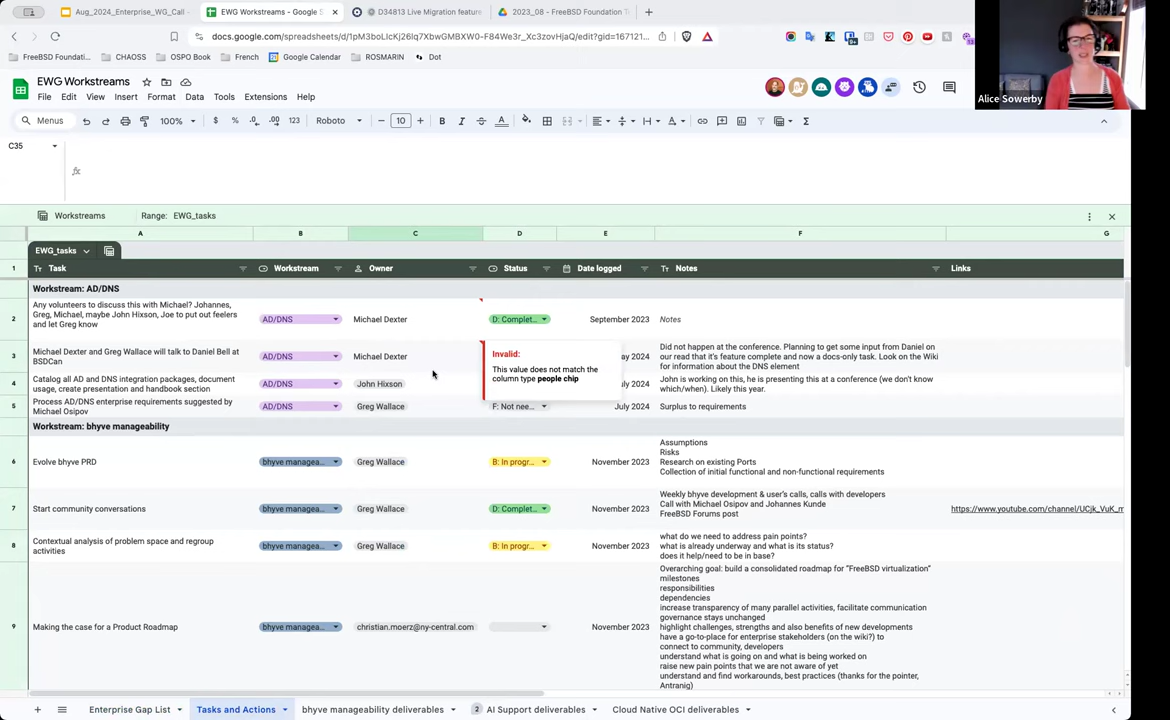 Aug_2024_Enterprise_WG_Call
EWG Workstreams - Google S
D34813 Live Migration featur
2023_08 - FreeBSD Foundation T
docs.google.com/spreadsheets/d/1pM3boLIcKj26Iq7XbwGMBXW0-F84We3r_Xc3zovHjaQ/edit?gid=167121...
FreeBSD Foundati...
CHAOSS
OSPO Book
French
Google Calendar
ROSMARIN
Dot
Alice Sowerby
EWG Workstreams
File Edit View Insert Format Data Tools Extensions Help
Menus 100% $ % .0 .00 123 Roboto 10 B I A
C35
fx
Workstreams Range: EWG_tasks
A B C D E F G
EWG_tasks
1 Task Workstream Owner Status Date logged Notes Links
Workstream: AD/DNS
Any volunteers to discuss this with Michael? Johannes,
Greg, Michael, maybe John Hixson, Joe to put out feelers
and let Greg know
2 AD/DNS Michael Dexter D: Complet... September 2023 Notes
Michael Dexter and Greg Wallace will talk to Daniel Bell at
BSDCan
3 AD/DNS Michael Dexter ay 2024
Did not happen at the conference. Planning to get some input from Daniel on
our read that it's feature complete and now a docs-only task. Look on the Wiki
for information about the DNS element
Invalid:
This value does not match the
column type people chip
Catalog all AD and DNS integration packages, document
usage, create presentation and handbook section
4 AD/DNS John Hixson uly 2024
John is working on this, he is presenting this at a conference (we don't know
which/when). Likely this year.
Process AD/DNS enterprise requirements suggested by
Michael Osipov
5 AD/DNS Greg Wallace F: Not nee... July 2024 Surplus to requirements
Workstream: bhyve manageability
6 Evolve bhyve PRD bhyve managea... Greg Wallace B: In progr... November 2023
Assumptions
Risks
Research on existing Ports
Collection of initial functional and non-functional requirements
7 Start community conversations bhyve managea... Greg Wallace D: Complet... November 2023
Weekly bhyve development & user's calls, calls with developers
Call with Michael Osipov and Johannes Kunde
FreeBSD Forums post
https://www.youtube.com/channel/UCjk_VuK_m
Contextual analysis of problem space and regroup
activities
8 bhyve managea... Greg Wallace B: In progr... November 2023
what do we need to address pain points?
what is already underway and what is its status?
does it help/need to be in base?
9 Making the case for a Product Roadmap bhyve managea... christian.moerz@ny-central.com November 2023
Overarching goal: build a consolidated roadmap for "FreeBSD virtualization"
milestones
responsibilities
dependencies
increase transparency of many parallel activities, facilitate communication
governance stays unchanged
highlight challenges, strengths and also benefits of new developments
have a go-to-place for enterprise stakeholders (on the wiki?) to
connect to community, developers
understand what is going on and what is being worked on
raise new pain points that we are not aware of yet
understand and find workarounds, best practices (thanks for the pointer,
Antranig)
Enterprise Gap List
Tasks and Actions
bhyve manageability deliverables
2 AI Support deliverables
Cloud Native OCI deliverables